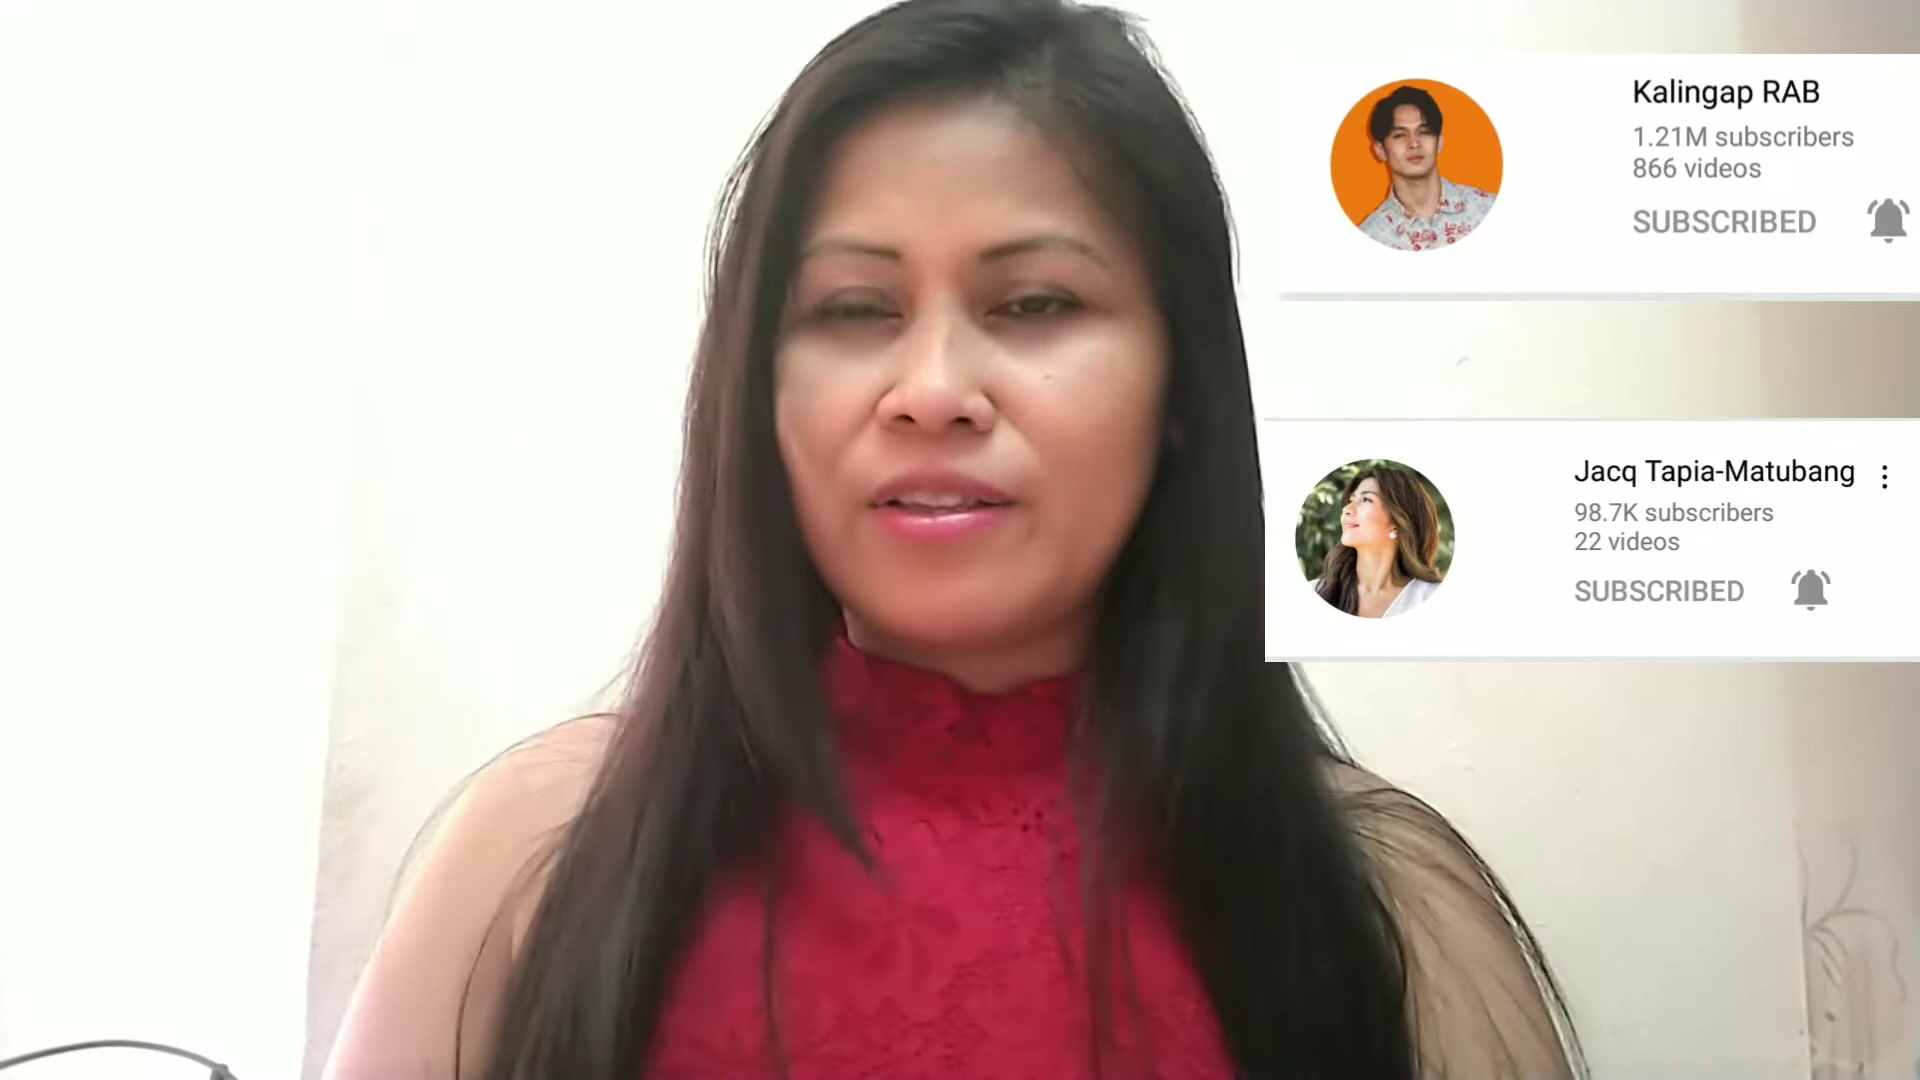 Kalingap RAB
1.21M subscribers
866 videos
SUBSCRIBED
Jacq Tapia-Matubang
98.7K subscribers
22 videos
SUBSCRIBED